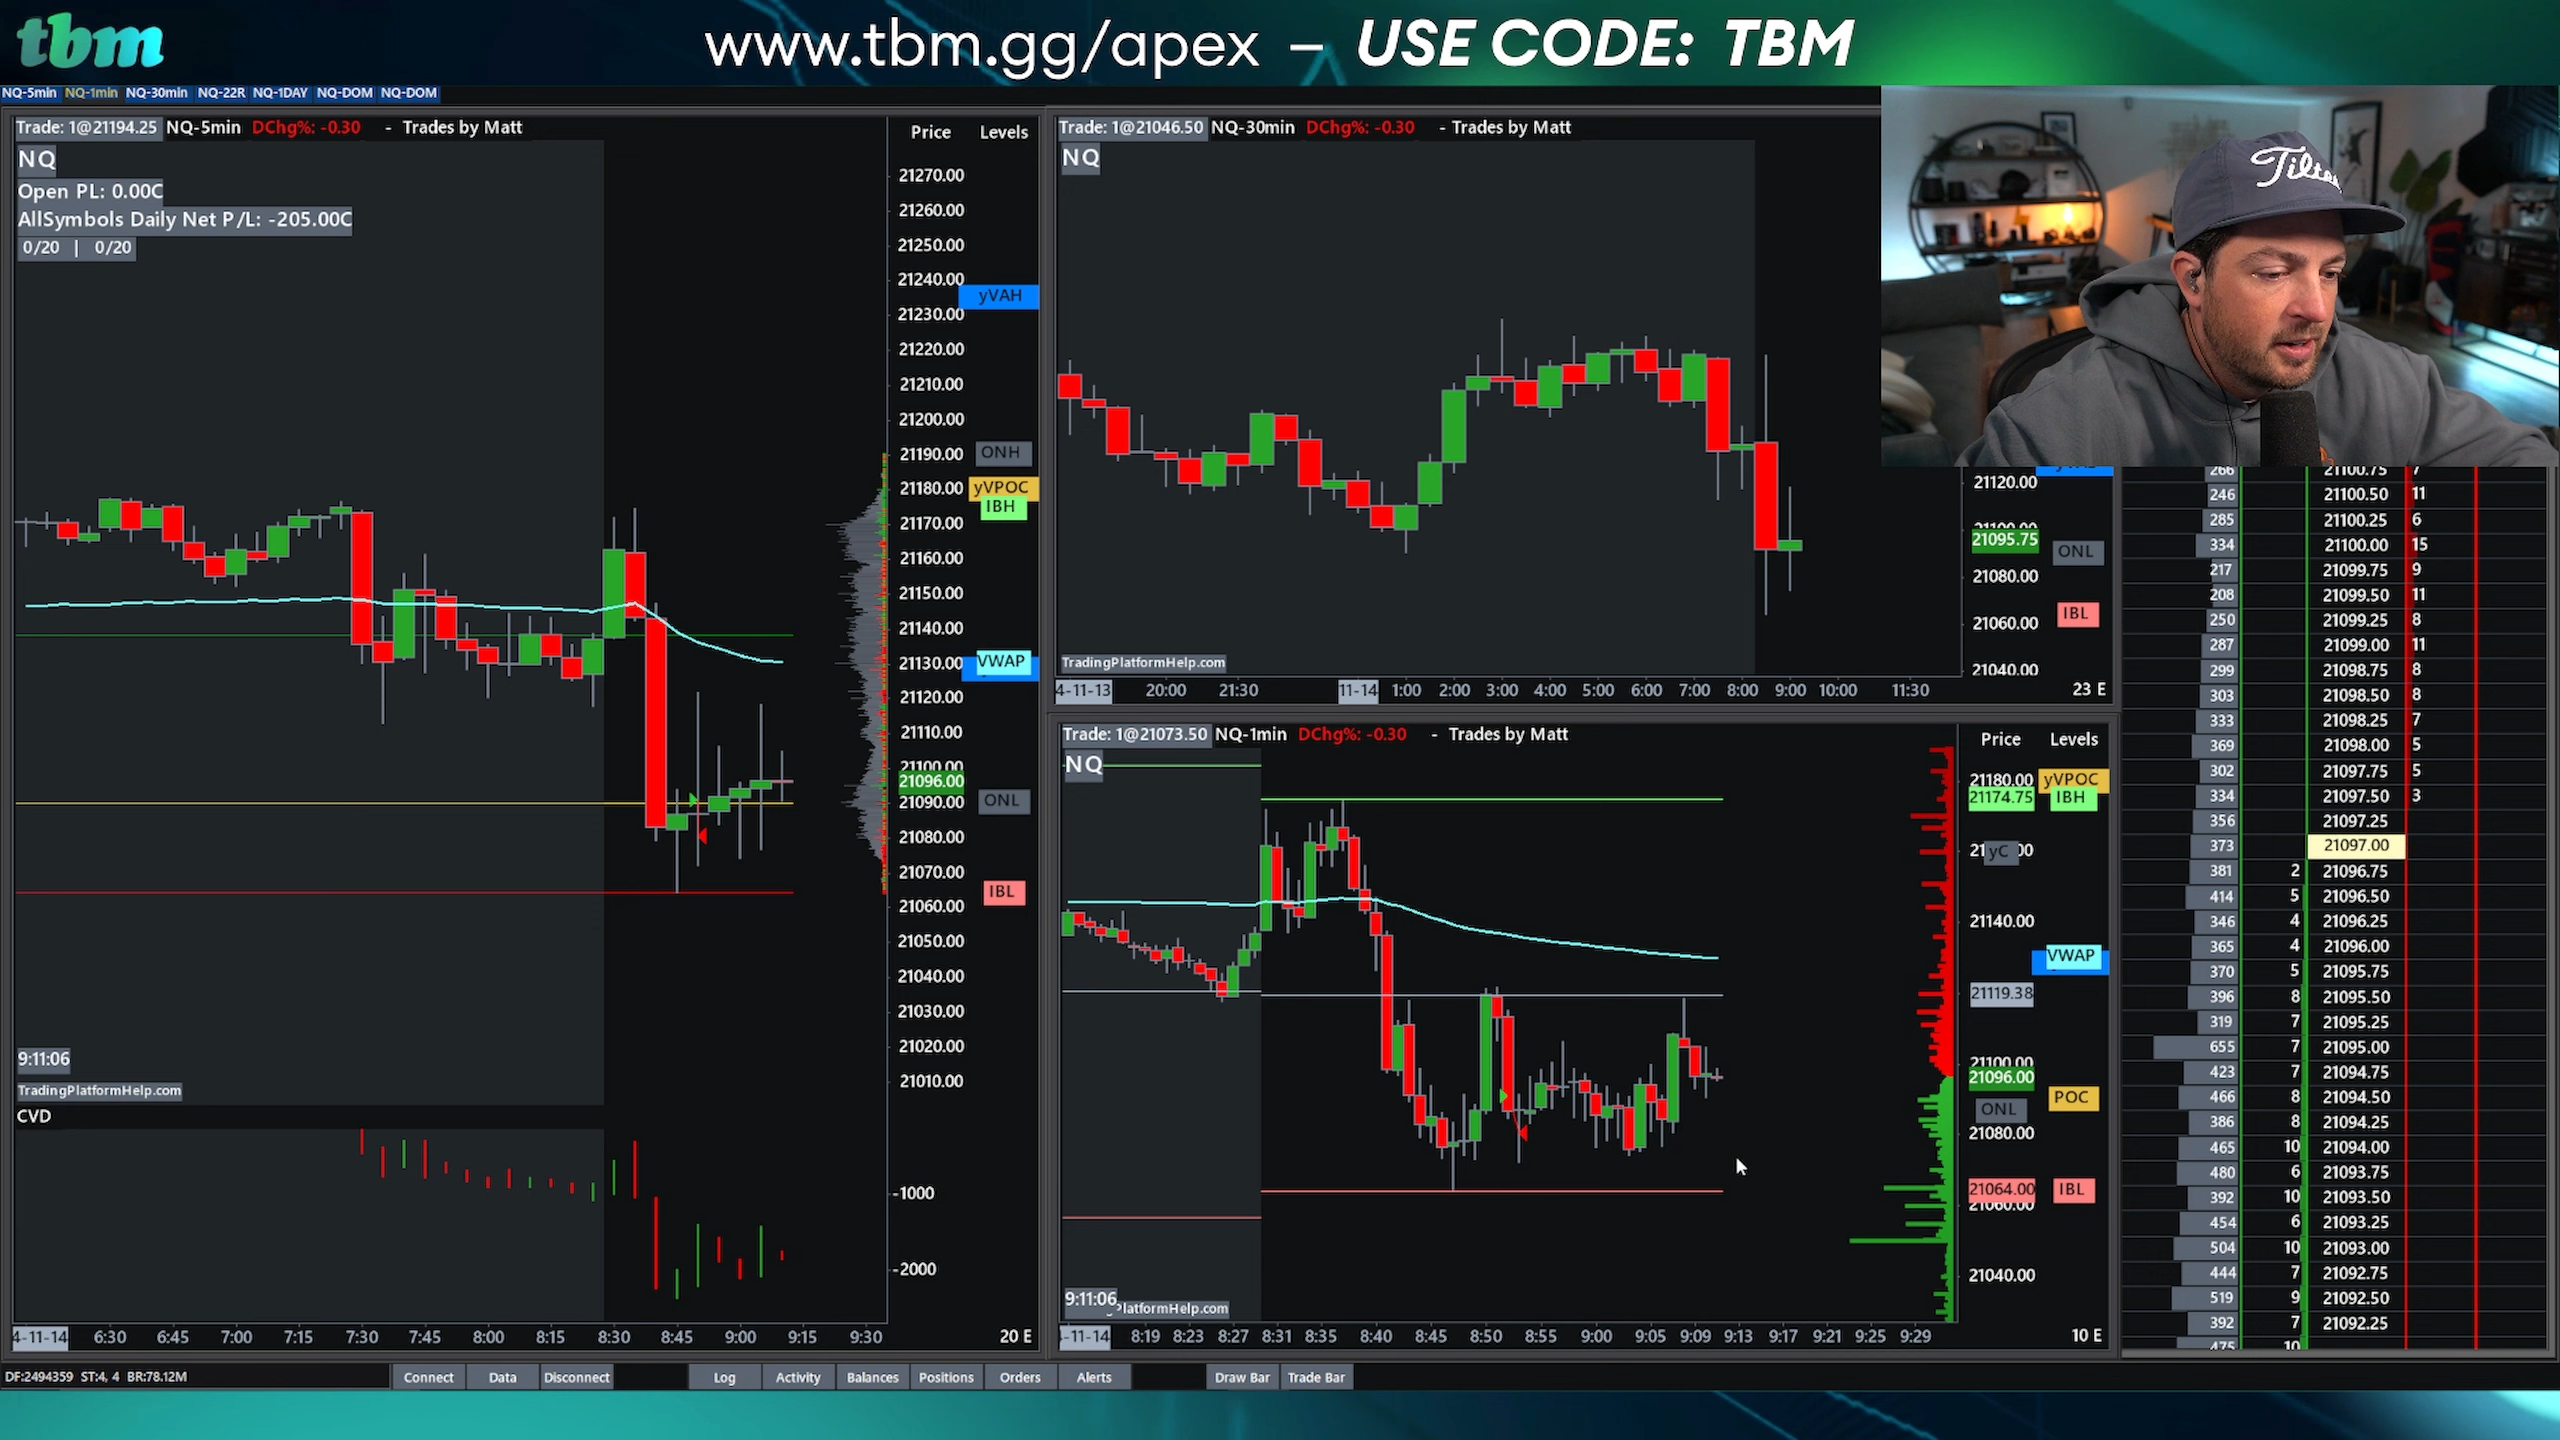 tbm
www.tbm.gg/apex – USE CODE: TBM
NQ-5min NQ-1min NQ-30min NQ-22R NQ-1DAY NQ-DOM NQ-DOM
Trade: 1@21194.25 NQ-5min DChg%: -0.30 - Trades by Matt
NQ
Open PL: 0.00C
AllSymbols Daily Net P/L: -205.00C
0/20 | 0/20
Price Levels
21270.00
21260.00
21250.00
21240.00
yVAH
21230.00
21220.00
21210.00
21200.00
21190.00 ONH
21180.00 yVPOC
IBH
21170.00
21160.00
21150.00
21140.00
21130.00 VWAP
21120.00
21110.00
21100.00
21096.00
21090.00 ONL
21080.00
21070.00
IBL
21060.00
21050.00
21040.00
21030.00
21020.00
21010.00
9:11:06
TradingPlatformHelp.com
CVD
-1000
-2000
4-11-14 6:30 6:45 7:00 7:15 7:30 7:45 8:00 8:15 8:30 8:45 9:00 9:15 9:30 20 E
Trade: 1@21046.50 NQ-30min DChg%: -0.30 - Trades by Matt
NQ
Titleist
21120.00
21100.00
21095.75 ONL
21080.00
21060.00 IBL
21040.00
TradingPlatformHelp.com
4-11-13 20:00 21:30 11-14 1:00 2:00 3:00 4:00 5:00 6:00 7:00 8:00 9:00 10:00 11:30 23 E
Trade: 1@21073.50 NQ-1min DChg%: -0.30 - Trades by Matt
NQ
Price Levels
21180.00 yVPOC
21174.75 IBH
yC
21140.00
VWAP
21119.38
21100.00
21096.00
POC
ONL
21080.00
21064.00 IBL
21060.00
21040.00
9:11:06
PlatformHelp.com
-11-14 8:19 8:23 8:27 8:31 8:35 8:40 8:45 8:50 8:55 9:00 9:05 9:09 9:13 9:17 9:21 9:25 9:29 10 E
266 21100.75 7
246 21100.50 11
285 21100.25 6
334 21100.00 15
217 21099.75 9
208 21099.50 11
250 21099.25 8
287 21099.00 11
299 21098.75 8
303 21098.50 8
333 21098.25 7
369 21098.00 5
302 21097.75 5
334 21097.50 3
356 21097.25
373 21097.00
381 2 21096.75
414 5 21096.50
346 4 21096.25
365 4 21096.00
370 5 21095.75
396 8 21095.50
319 7 21095.25
655 7 21095.00
423 7 21094.75
466 8 21094.50
386 8 21094.25
465 10 21094.00
480 6 21093.75
392 10 21093.50
454 6 21093.25
504 10 21093.00
444 7 21092.75
519 9 21092.50
392 7 21092.25
475 10
DF:2494359 ST:4, 4 BR:78.12M
Connect Data Disconnect Log Activity Balances Positions Orders Alerts Draw Bar Trade Bar